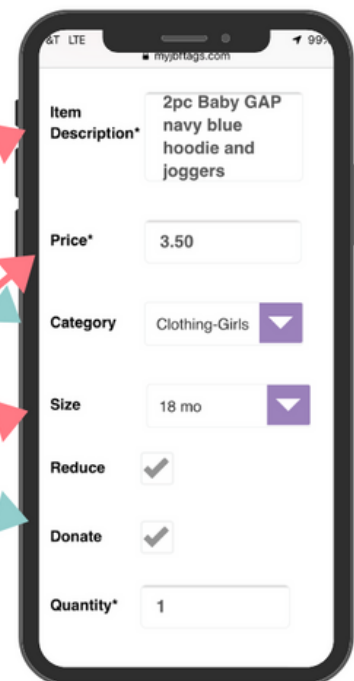 &T LTE 99%
myjbftags.com
Item
Description*
2pc Baby GAP
navy blue
hoodie and
joggers
Price* 3.50
Category Clothing-Girls
Size 18 mo
Reduce
Donate
Quantity* 1